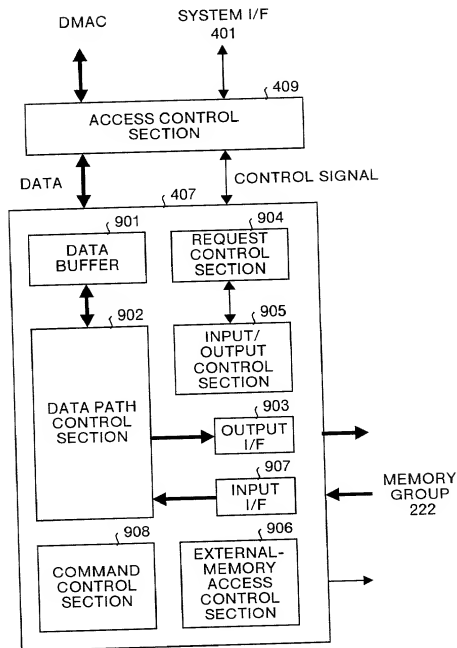 DMAC
SYSTEM I/F
401
409
ACCESS CONTROL
SECTION
DATA
CONTROL SIGNAL
407
901
DATA
BUFFER
904
REQUEST
CONTROL
SECTION
902
DATA PATH
CONTROL
SECTION
905
INPUT/
OUTPUT
CONTROL
SECTION
903
OUTPUT I/F
907
INPUT I/F
MEMORY
GROUP
222
908
COMMAND
CONTROL
SECTION
906
EXTERNAL-
MEMORY
ACCESS
CONTROL
SECTION